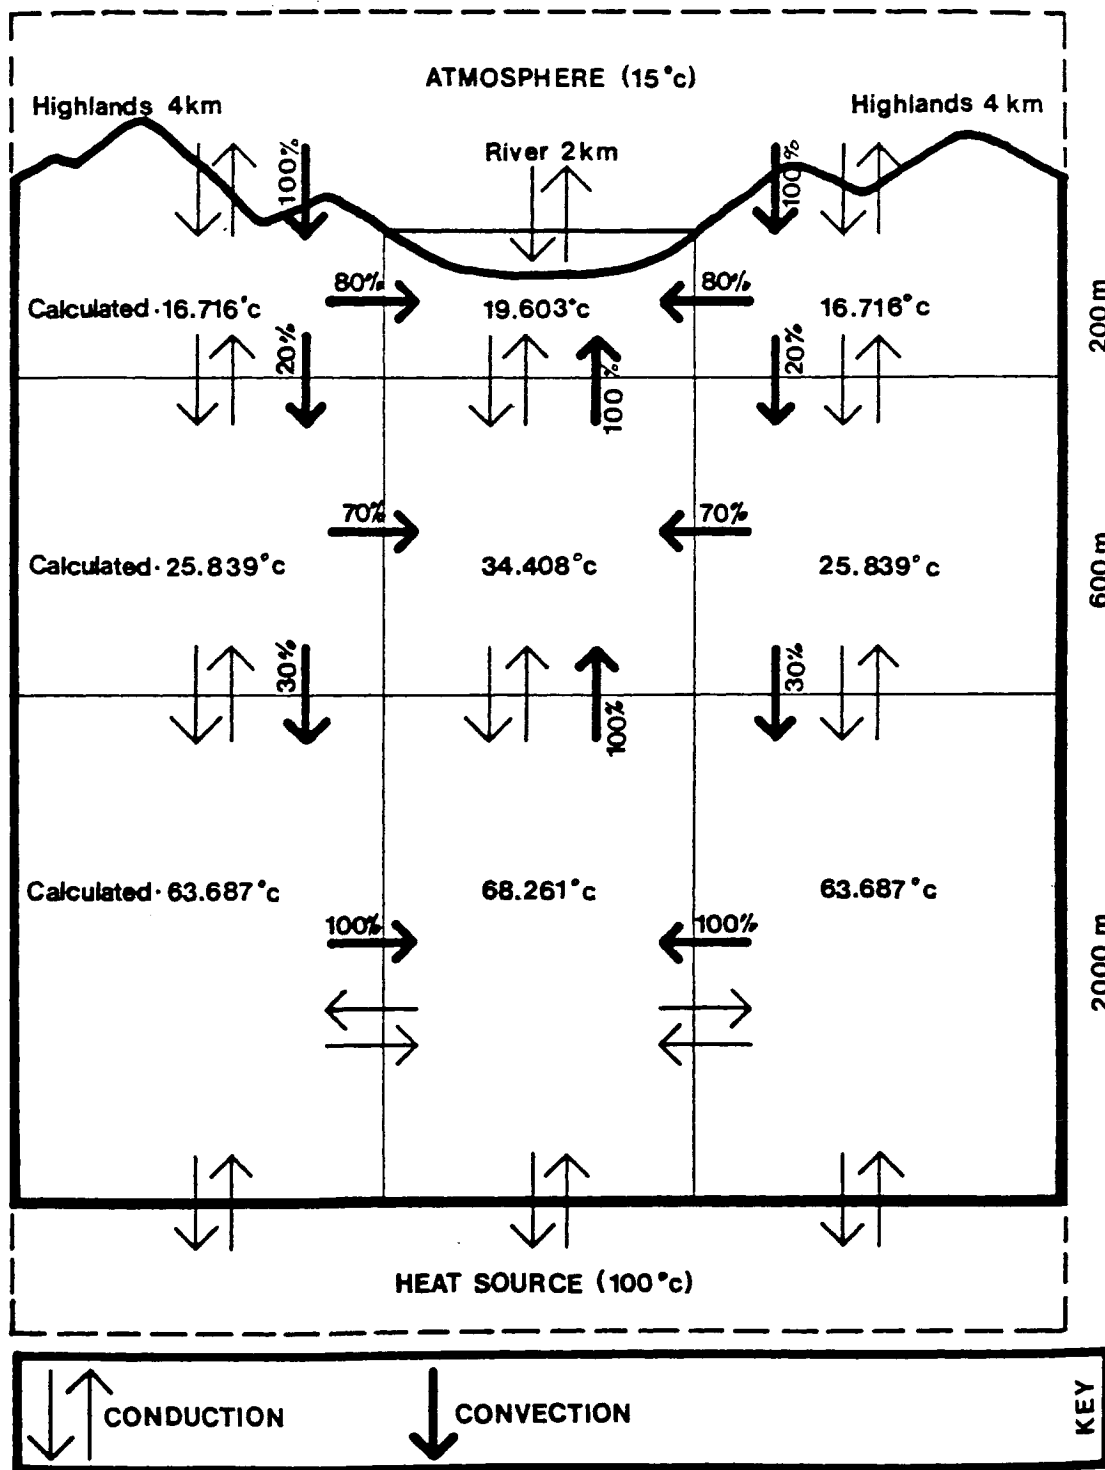 ATMOSPHERE (15°c)
Highlands 4km
Highlands 4 km
River 2km
100%
100%
80%
80%
Calculated · 16.716°c
19.603°c
16.716°c
200m
20%
20%
100%
70%
70%
Calculated · 25.839°c
34.408°c
25.839°c
600m
30%
30%
100%
Calculated · 63.687°c
68.261°c
63.687°c
100%
100%
2000 m
HEAT SOURCE (100°c)
CONDUCTION
CONVECTION
KEY